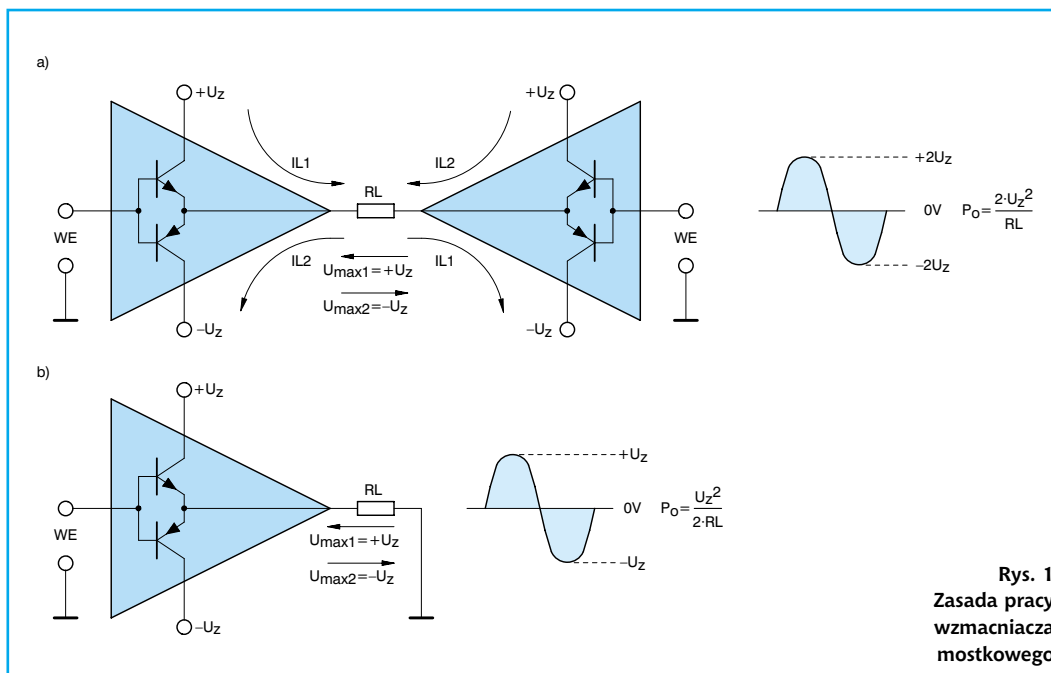 a)
+Uz
+Uz
IL1
IL2
RL
+2Uz
WE
WE
0V
Po=2·Uz²/RL
IL2
IL1
Umax1=+Uz
Umax2=−Uz
−2Uz
−Uz
−Uz
b)
+Uz
+Uz
RL
WE
0V
Po=Uz²/2·RL
Umax1=+Uz
Umax2=−Uz
−Uz
−Uz
Rys. 1
Zasada pracy
wzmacniacza
mostkowego